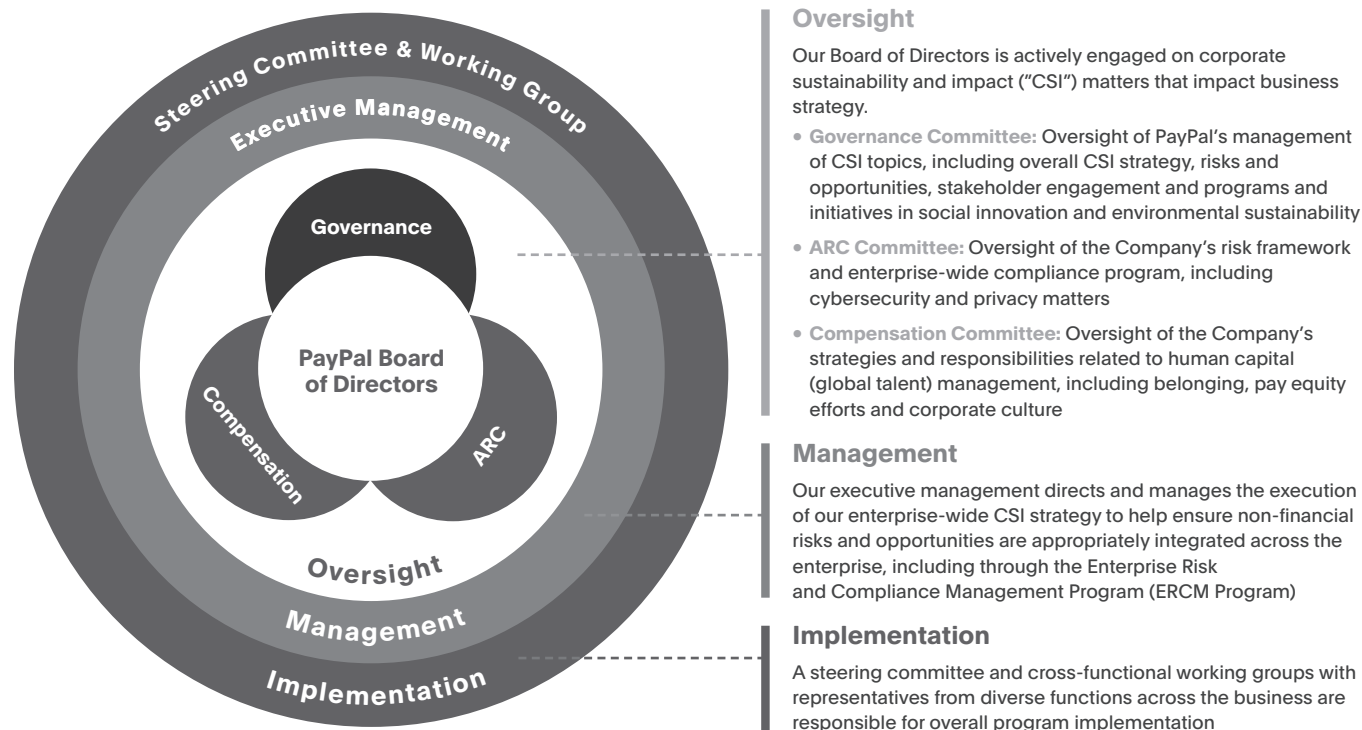 Steering Committee & Working Group
Executive Management
Governance
PayPal Board
of Directors
Compensation
ARC
Oversight
Management
Implementation
Oversight
Our Board of Directors is actively engaged on corporate
sustainability and impact (”CSI”) matters that impact business
strategy.
• Governance Committee: Oversight of PayPal’s management
of CSI topics, including overall CSI strategy, risks and
opportunities, stakeholder engagement and programs and
initiatives in social innovation and environmental sustainability
• ARC Committee: Oversight of the Company’s risk framework
and enterprise-wide compliance program, including
cybersecurity and privacy matters
• Compensation Committee: Oversight of the Company’s
strategies and responsibilities related to human capital
(global talent) management, including belonging, pay equity
efforts and corporate culture
Management
Our executive management directs and manages the execution
of our enterprise-wide CSI strategy to help ensure non-financial
risks and opportunities are appropriately integrated across the
enterprise, including through the Enterprise Risk
and Compliance Management Program (ERCM Program)
Implementation
A steering committee and cross-functional working groups with
representatives from diverse functions across the business are
responsible for overall program implementation